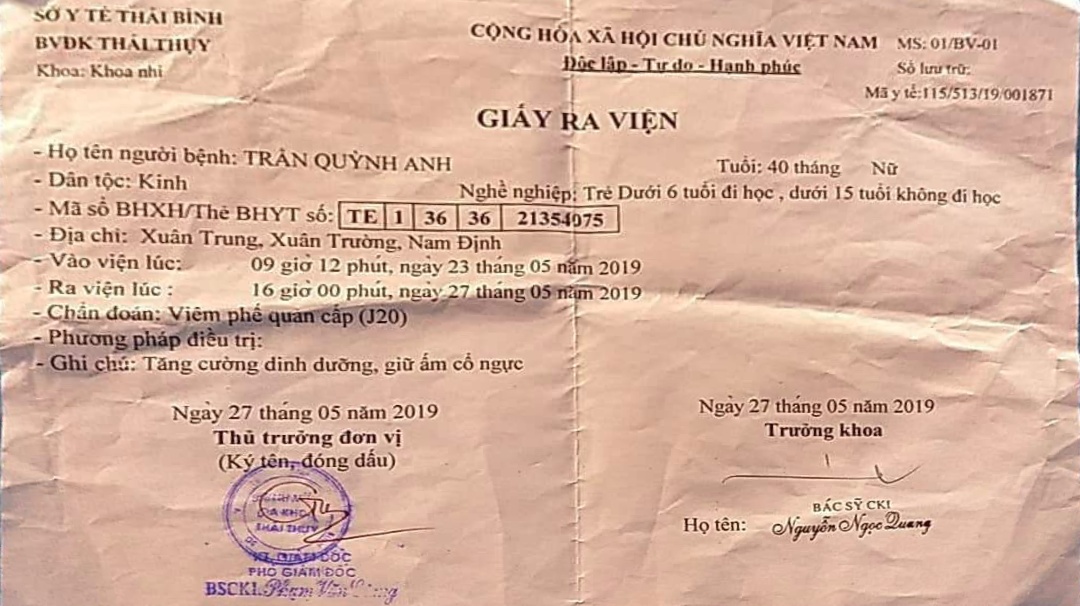 SỞ Y TẾ THÁI BÌNH
BVĐK THÁI THỤY
Khoa: Khoa nhi
CỘNG HÒA XÃ HỘI CHỦ NGHĨA VIỆT NAM
Độc lập - Tự do - Hạnh phúc
MS: 01/BV-01
Số lưu trữ:
Mã y tế:115/513/19/001871
GIẤY RA VIỆN
- Họ tên người bệnh: TRẦN QUỲNH ANH Tuổi: 40 tháng Nữ
- Dân tộc: Kinh Nghề nghiệp: Trẻ Dưới 6 tuổi đi học , dưới 15 tuổi không đi học
- Mã số BHXH/Thẻ BHYT số: TE 1 36 36 21354075
- Địa chỉ: Xuân Trung, Xuân Trường, Nam Định
- Vào viện lúc: 09 giờ 12 phút, ngày 23 tháng 05 năm 2019
- Ra viện lúc : 16 giờ 00 phút, ngày 27 tháng 05 năm 2019
- Chẩn đoán: Viêm phế quản cấp (J20)
- Phương pháp điều trị:
- Ghi chú: Tăng cường dinh dưỡng, giữ ấm cổ ngực
Ngày 27 tháng 05 năm 2019
Thủ trưởng đơn vị
(Ký tên, đóng dấu)
ĐA KHOA
THÁI THỤY
KT. GIÁM ĐỐC
PHÓ GIÁM ĐỐC
BSCKI. Phạm Văn
Ngày 27 tháng 05 năm 2019
Trưởng khoa
BÁC SỸ CKI
Họ tên: Nguyễn Ngọc Quang